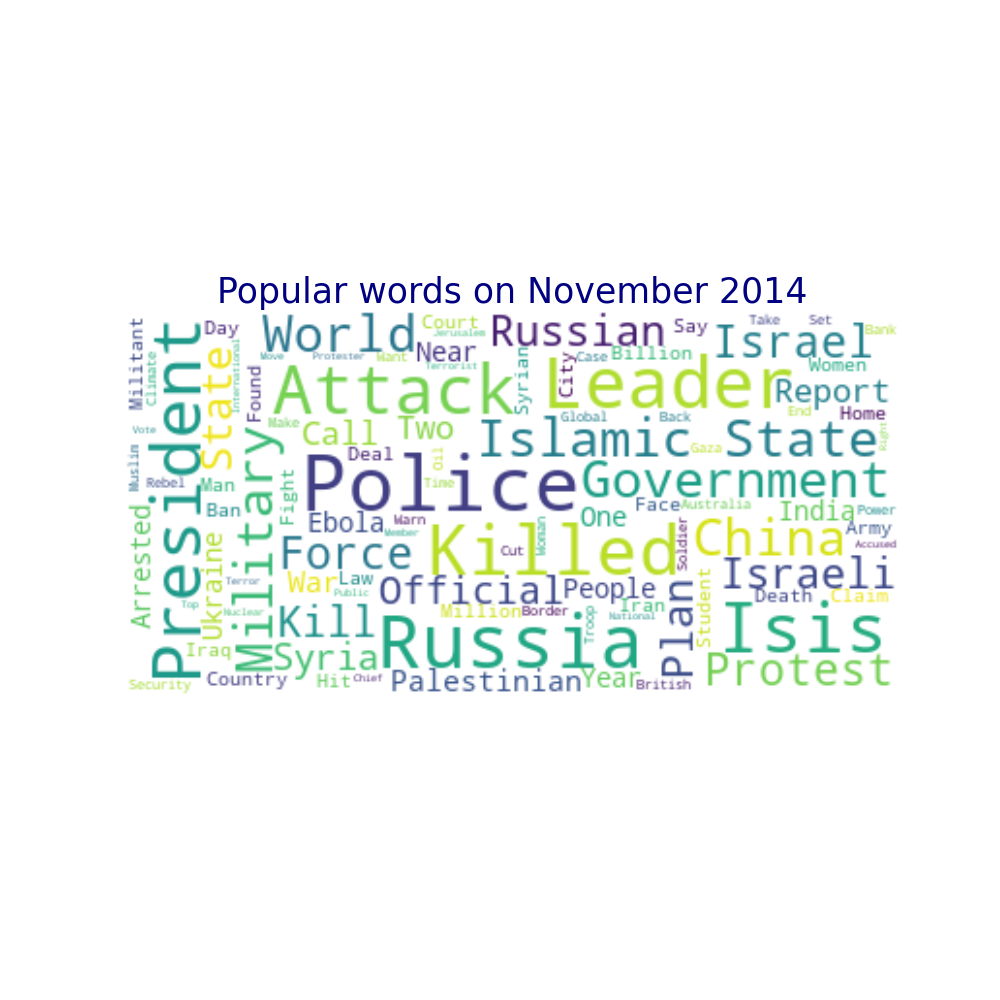 Popular words on November 2014
Militant
Climate
Vote
Muslim
Rebel
Arrested
Security
President
Day
State
International
Man
Ban
Ukraine
Terror
Top
Nuclear
Iraq
Country
Found
Military
World
Move
Protester
Want
Court
Jerusalem
Near
Terrorist
Attack
Make
Call
Two
Deal
Oil
Time
Fight
Police
Ebola
Warn
Member
Force
War
Law
Public
Kill
Syria
Hit
Chief
Official
Million
Border
Russia
Palestinian
Year
British
Russian
Say
Syrian
City
Case
Billion
Leader
Global
Back
Islamic State
Gaza
Government
Killed
Cut
Woman
One
Face
Australia
Soldier
People
Troop
Iran
National
Plan
Student
Take
Set
Bank
Israel
Women
Report
End
Home
Right
India
Power
Army
Accused
China
Israeli
Death
Claim
Isis
Protest